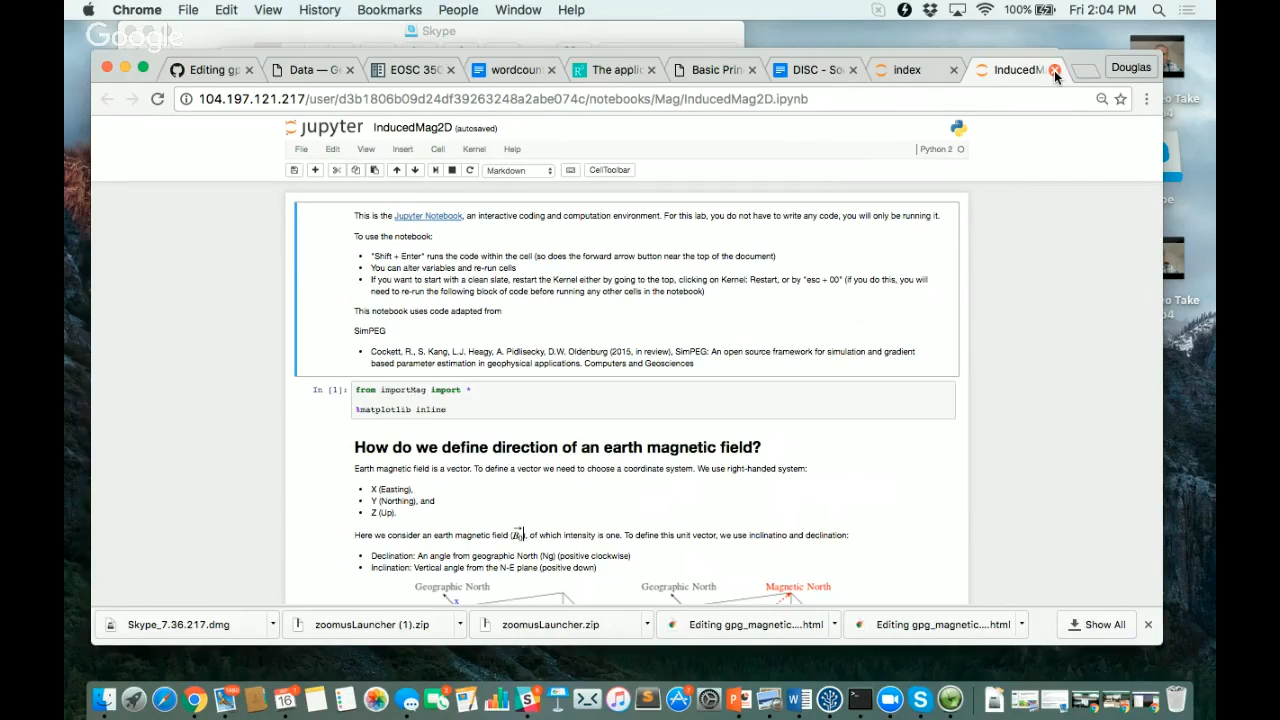 Chrome File Edit View History Bookmarks People Window Help 100% Fri 2:04 PM
Google
Skype
Editing gp Data — G EOSC 350 wordcoun The applic Basic Prin DISC - So index InducedM Douglas
104.197.121.217/user/d3b1806b09d24df39263248a2abe074c/notebooks/Mag/InducedMag2D.ipynb
jupyter InducedMag2D (autosaved)
File Edit View Insert Cell Kernel Help Python 2
Markdown CellToolbar
This is the Jupyter Notebook, an interactive coding and computation environment. For this lab, you do not have to write any code, you will only be running it.
To use the notebook:
• "Shift + Enter" runs the code within the cell (so does the forward arrow button near the top of the document)
• You can alter variables and re-run cells
• If you want to start with a clean slate, restart the Kernel either by going to the top, clicking on Kernel: Restart, or by "esc + 00" (if you do this, you will
need to re-run the following block of code before running any other cells in the notebook)
This notebook uses code adapted from
SimPEG
• Cockett, R., S. Kang, L.J. Heagy, A. Pidlisecky, D.W. Oldenburg (2015, in review), SimPEG: An open source framework for simulation and gradient
based parameter estimation in geophysical applications. Computers and Geosciences
In [1]: from importMag import *
%matplotlib inline
How do we define direction of an earth magnetic field?
Earth magnetic field is a vector. To define a vector we need to choose a coordinate system. We use right-handed system:
• X (Easting),
• Y (Northing), and
• Z (Up).
Here we consider an earth magnetic field (B⃗0), of which intensity is one. To define this unit vector, we use inclinatino and declination:
• Declination: An angle from geographic North (Ng) (positive clockwise)
• Inclination: Vertical angle from the N-E plane (positive down)
Geographic North Geographic North Magnetic North
x
Skype_7.36.217.dmg zoomusLauncher (1).zip zoomusLauncher.zip Editing gpg_magnetic....html Editing gpg_magnetic....html Show All
o Take
o Take